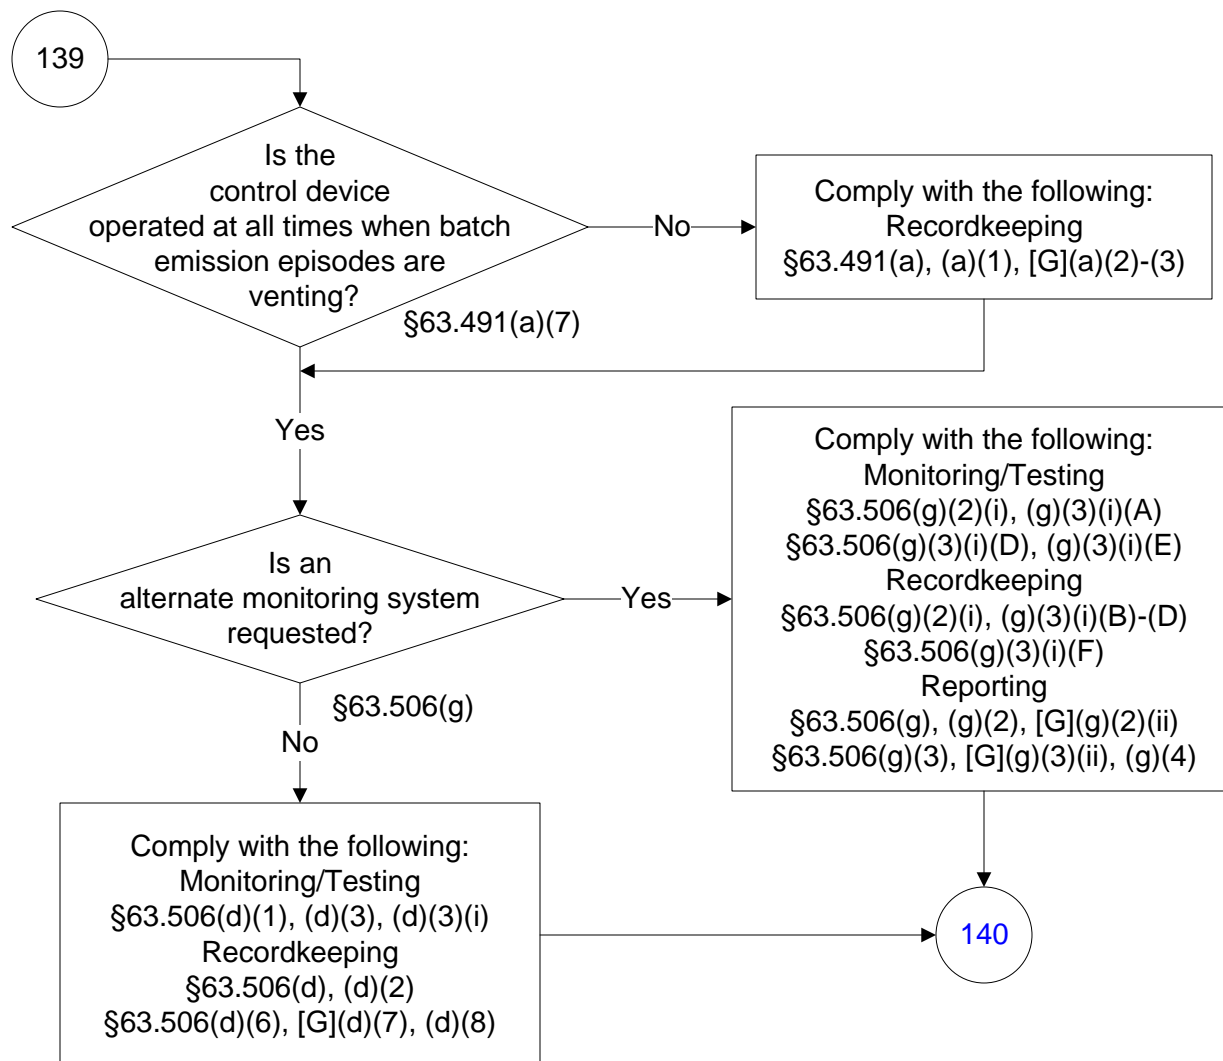 139
Is the
control device
operated at all times when batch
emission episodes are
venting?
§63.491(a)(7)
No
Comply with the following:
Recordkeeping
§63.491(a), (a)(1), [G](a)(2)-(3)
Yes
Is an
alternate monitoring system
requested?
§63.506(g)
Yes
Comply with the following:
Monitoring/Testing
§63.506(g)(2)(i), (g)(3)(i)(A)
§63.506(g)(3)(i)(D), (g)(3)(i)(E)
Recordkeeping
§63.506(g)(2)(i), (g)(3)(i)(B)-(D)
§63.506(g)(3)(i)(F)
Reporting
§63.506(g), (g)(2), [G](g)(2)(ii)
§63.506(g)(3), [G](g)(3)(ii), (g)(4)
No
Comply with the following:
Monitoring/Testing
§63.506(d)(1), (d)(3), (d)(3)(i)
Recordkeeping
§63.506(d), (d)(2)
§63.506(d)(6), [G](d)(7), (d)(8)
140